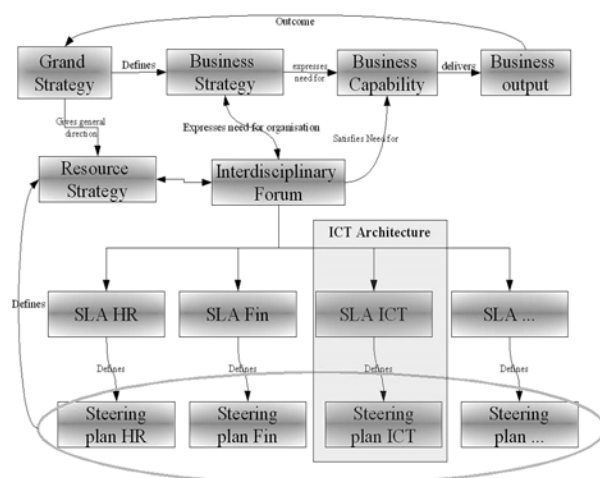 Outcome
Grand
Strategy
Defines
Business
Strategy
expresses
need for
Business
Capability
delivers
Business
output
Gives general
direction
Expresses need for organisation
Satisfies Need for
Resource
Strategy
Interdisciplinary
Forum
ICT Architecture
Defines
SLA HR
SLA Fin
SLA ICT
SLA ...
Defines
Defines
Defines
Defines
Steering
plan HR
Steering
plan Fin
Steering
plan ICT
Steering
plan ...